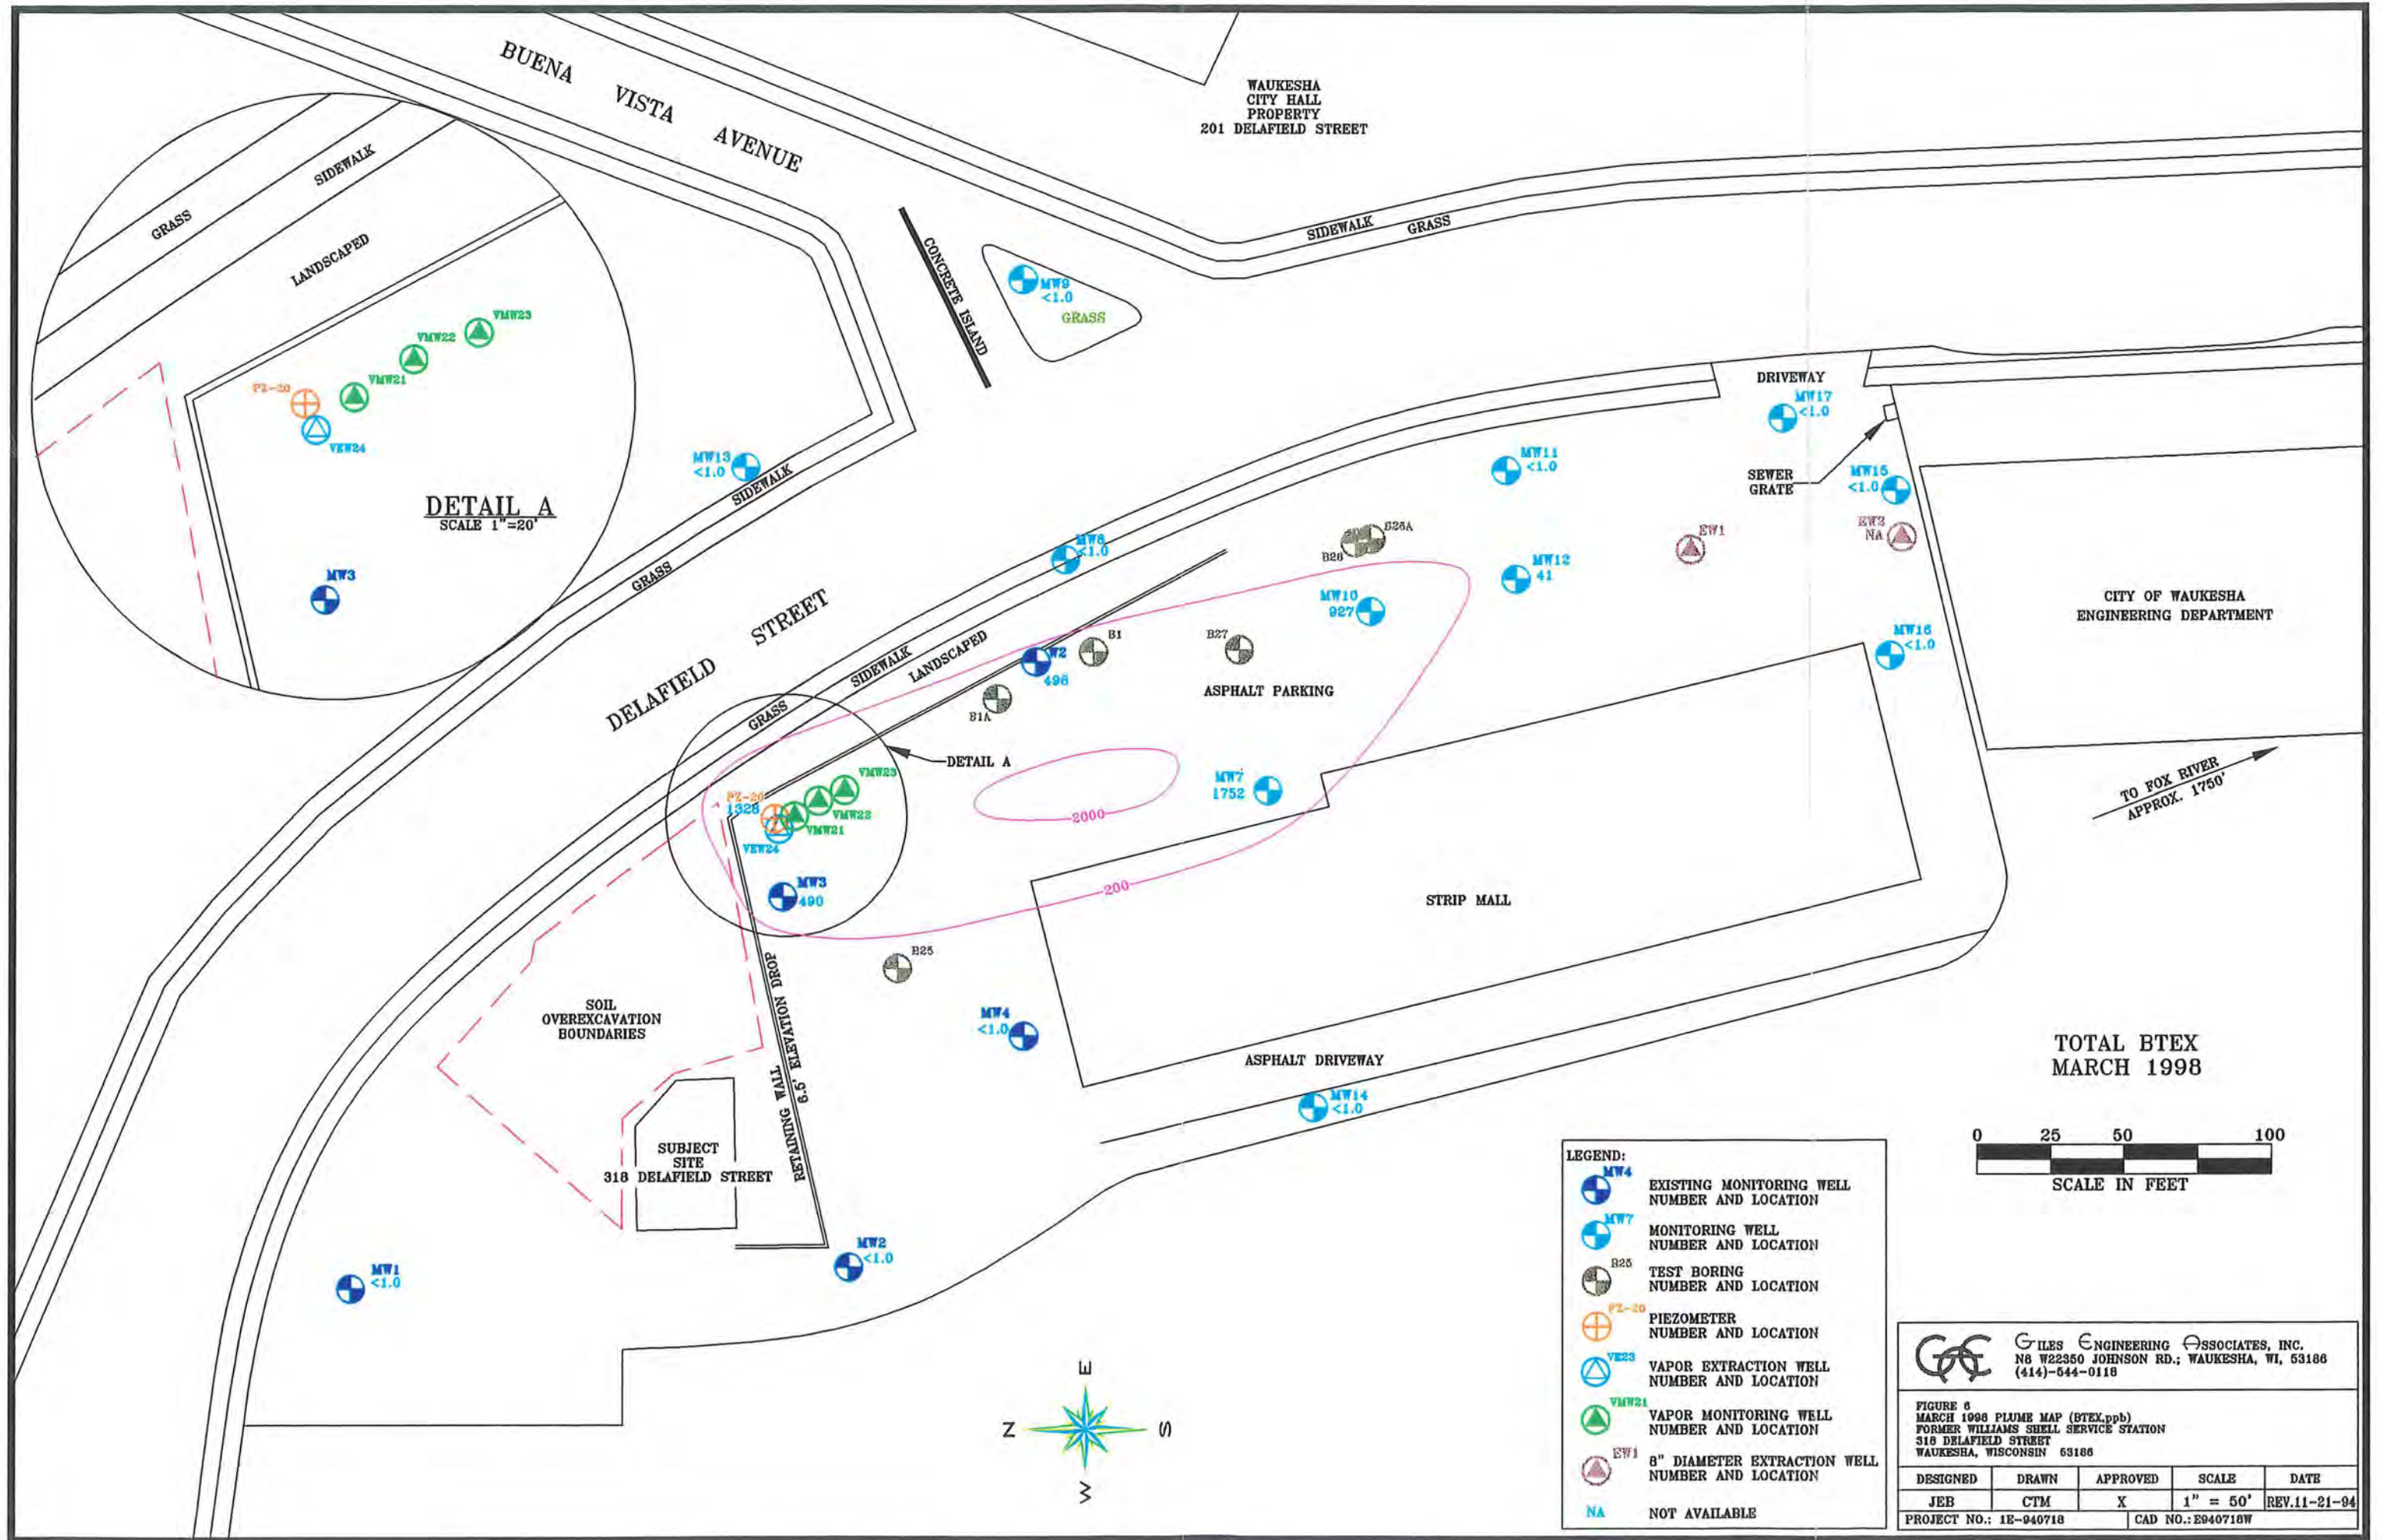 BUENA VISTA AVENUE
WAUKESHA
CITY HALL
PROPERTY
201 DELAFIELD STREET
SIDEWALK
GRASS
LANDSCAPED
VMW23
VMW22
VMW21
PZ-20
VEW24
MW3
DETAIL A
SCALE 1"=20'
CONCRETE ISLAND
MW9
<1.0
GRASS
SIDEWALK
GRASS
MW13
<1.0
SIDEWALK
GRASS
DELAFIELD STREET
DRIVEWAY
MW17
<1.0
SEWER
GRATE
MW15
<1.0
MW11
<1.0
EW1
EW2
NA
B26A
B26
MW12
41
MW8
<1.0
MW10
927
MW16
<1.0
CITY OF WAUKESHA
ENGINEERING DEPARTMENT
B1
B27
W2
498
B1A
ASPHALT PARKING
SIDEWALK
LANDSCAPED
GRASS
DETAIL A
PZ-20
1328
VMW23
VMW22
VMW21
VEW24
MW7
1752
2000
200
MW3
490
TO FOX RIVER
APPROX. 1750'
STRIP MALL
B25
MW4
<1.0
SOIL
OVEREXCAVATION
BOUNDARIES
RETAINING WALL
6.5' ELEVATION DROP
ASPHALT DRIVEWAY
MW14
<1.0
SUBJECT
SITE
318 DELAFIELD STREET
MW1
<1.0
MW2
<1.0
TOTAL BTEX
MARCH 1998
0 25 50 100
SCALE IN FEET
E
N
S
W
LEGEND:
MW4
EXISTING MONITORING WELL
NUMBER AND LOCATION
MW7
MONITORING WELL
NUMBER AND LOCATION
B25
TEST BORING
NUMBER AND LOCATION
PZ-20
PIEZOMETER
NUMBER AND LOCATION
VE23
VAPOR EXTRACTION WELL
NUMBER AND LOCATION
VMW21
VAPOR MONITORING WELL
NUMBER AND LOCATION
EW1
8" DIAMETER EXTRACTION WELL
NUMBER AND LOCATION
NA NOT AVAILABLE
GILES ENGINEERING ASSOCIATES, INC.
N8 W22350 JOHNSON RD.; WAUKESHA, WI, 53186
(414)-544-0118
FIGURE 6
MARCH 1998 PLUME MAP (BTEX,ppb)
FORMER WILLIAMS SHELL SERVICE STATION
318 DELAFIELD STREET
WAUKESHA, WISCONSIN 53186
DESIGNED DRAWN APPROVED SCALE DATE
JEB CTM X 1" = 50' REV.11-21-94
PROJECT NO.: 1E-940718 CAD NO.: E940718W